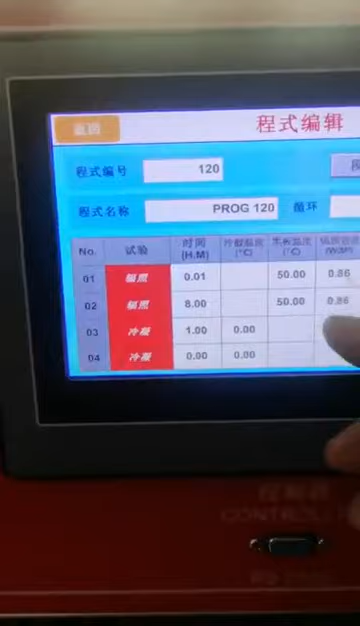 返回
程式编辑
程式编号 120
程式名称 PROG 120 循环
No. 试验 时间 (H.M) 冷凝温度 (°C) 黑板温度 (°C) 辐照
01 辐照 0.01 50.00 0.86
02 辐照 8.00 50.00 0.86
03 冷凝 1.00 0.00
04 冷凝 0.00 0.00
CONTROLL